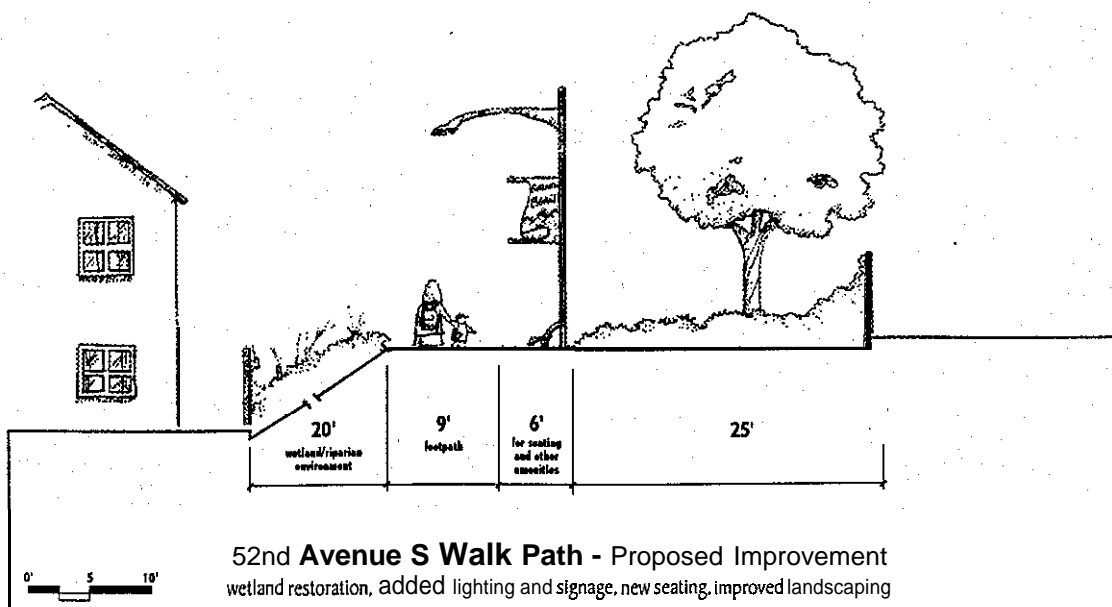 20'
wetland/riparian
environment
9'
footpath
6'
for seating
and other
amenities
25'
52nd Avenue S Walk Path - Proposed Improvement
wetland restoration, added lighting and signage, new seating, improved landscaping
0' 5 10'